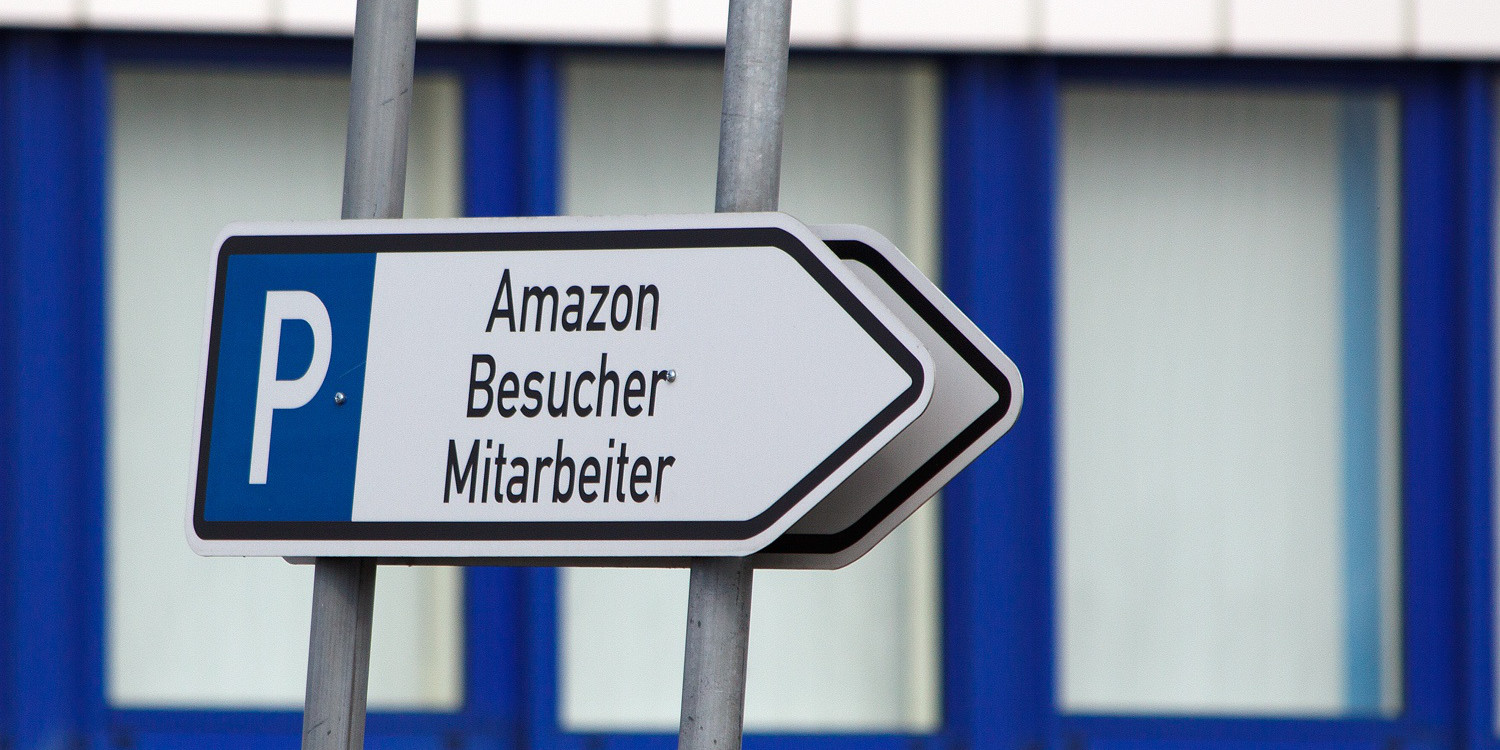 P
Amazon
Besucher
Mitarbeiter